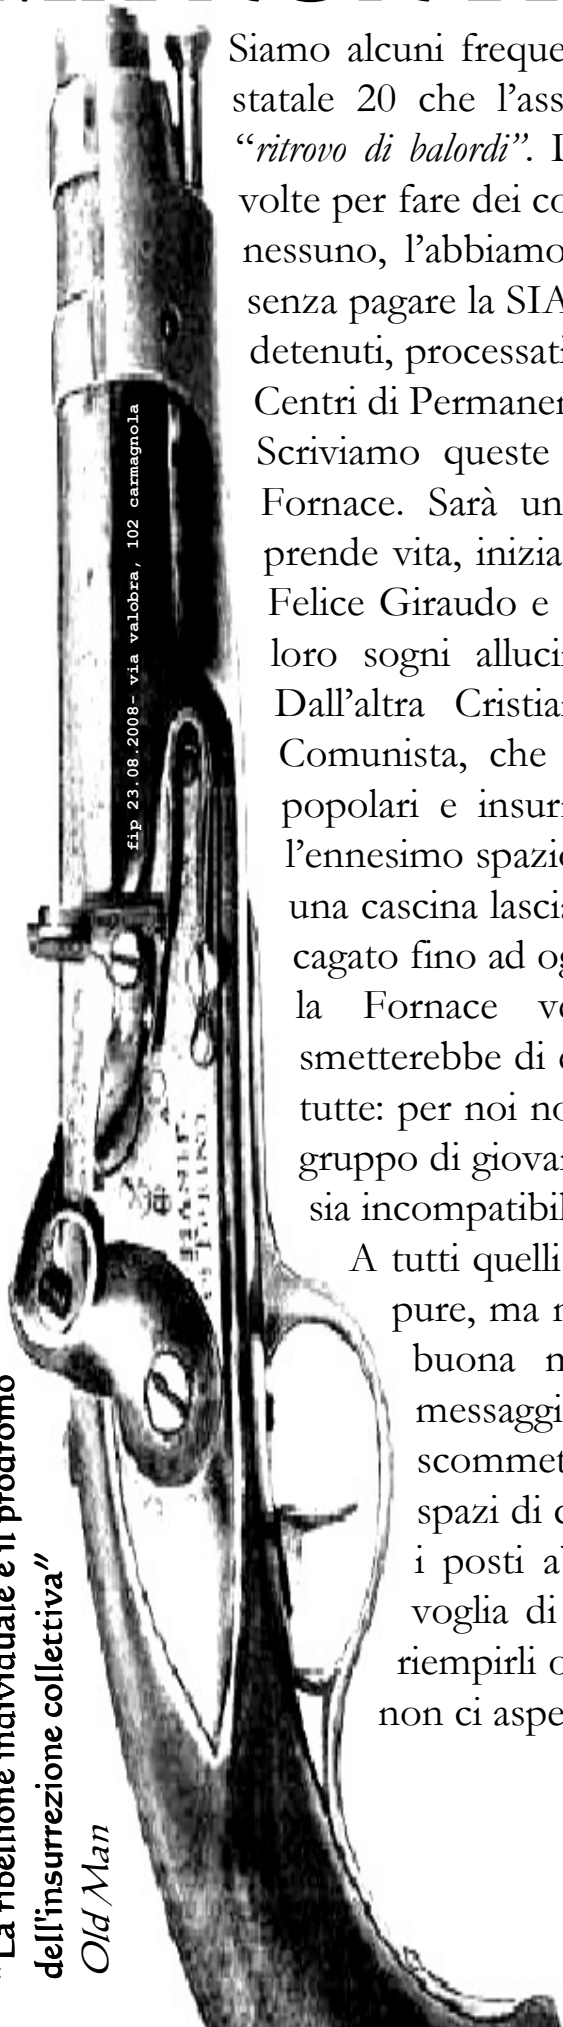 Siamo alcuni freque
statale 20 che l'ass
"ritrovo di balordi".
volte per fare dei co
nessuno, l'abbiamo
senza pagare la SIA
detenuti, processati
Centri di Permanen
Scriviamo queste
Fornace. Sarà un
prende vita, inizia
Felice Giraudo e
loro sogni alluci
Dall'altra Cristia
Comunista, che
popolari e insur
l'ennesimo spazio
una cascina lascia
cagato fino ad og
la Fornace ve
smetterebbe di
tutte: per noi no
gruppo di giovan
sia incompatibil
A tutti quelli
pure, ma
buona
messaggi
scommet
spazi di
i posti
voglia di
riempirli
non ci aspe
fip 23.08.2008- via valobra, 102 carmagnola
"La ribellione individuale è il prodromo
dell'insurrezione collettiva"
Old Man